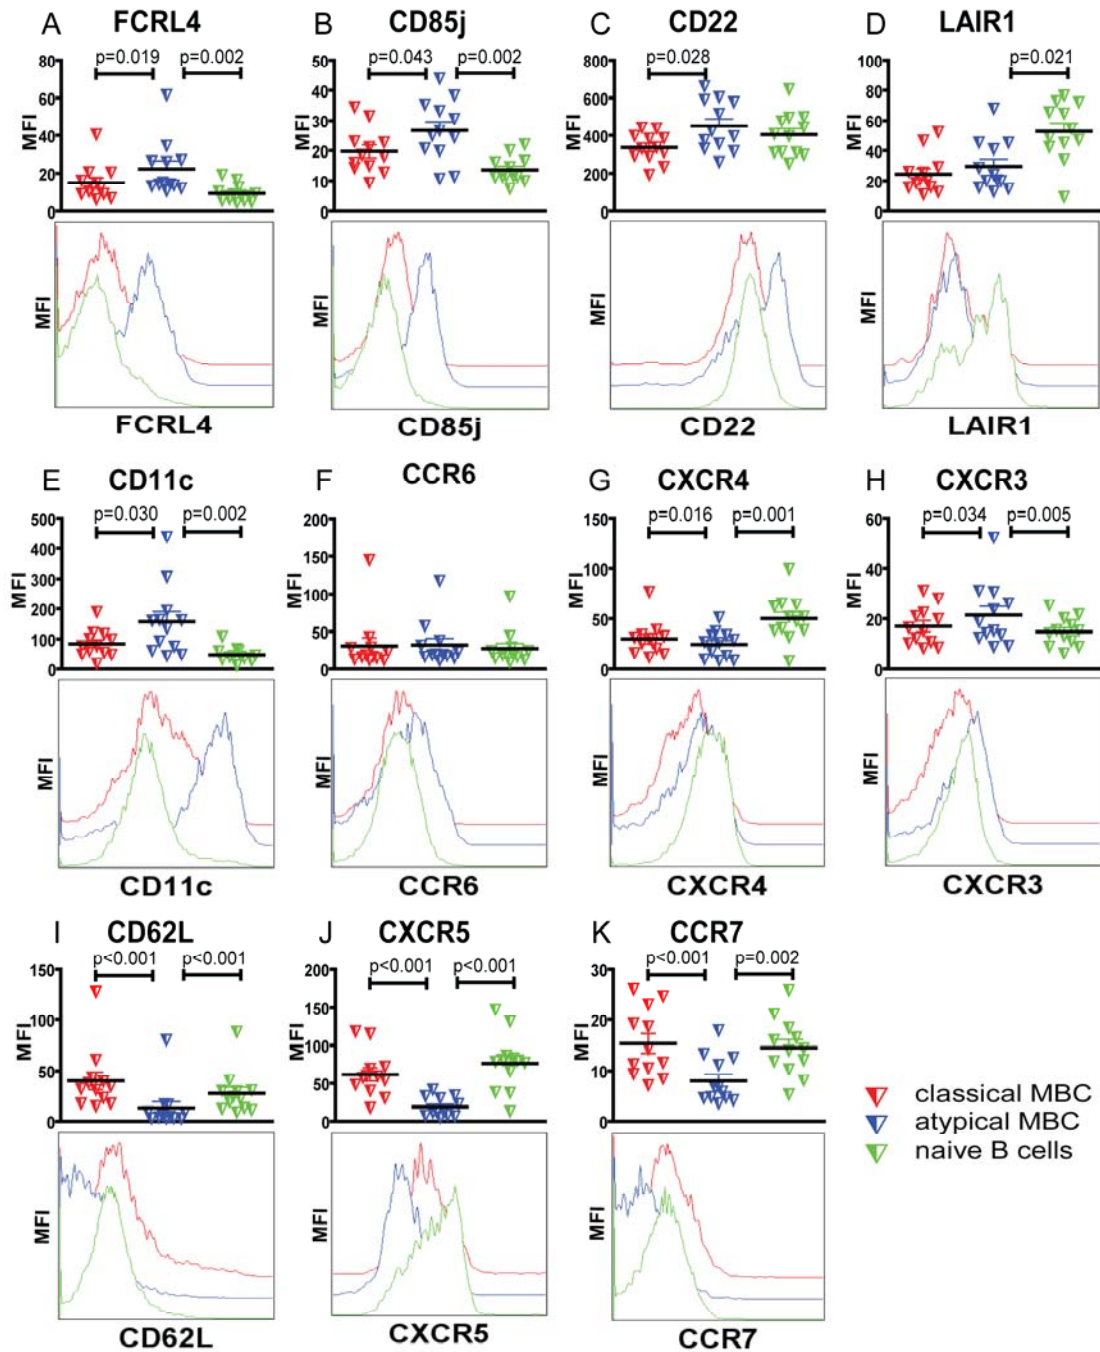 A FCRL4 B CD85j C CD22 D LAIR1
p=0.019 p=0.002 p=0.043 p=0.002 p=0.028 p=0.021
MFI 80 60 40 20 0
MFI 50 40 30 20 10 0
MFI 800 600 400 200 0
MFI 100 80 60 40 20 0
MFI MFI MFI MFI
FCRL4 CD85j CD22 LAIR1
E CD11c F CCR6 G CXCR4 H CXCR3
p=0.030 p=0.002 p=0.016 p=0.001 p=0.034 p=0.005
MFI 500 400 300 200 100 0
MFI 200 150 100 50 0
MFI 150 100 50 0
MFI 60 40 20 0
MFI MFI MFI MFI
CD11c CCR6 CXCR4 CXCR3
I CD62L J CXCR5 K CCR7
p<0.001 p<0.001 p<0.001 p<0.001 p<0.001 p=0.002
MFI 150 100 50 0
MFI 200 150 100 50 0
MFI 30 20 10 0
classical MBC
atypical MBC
naive B cells
MFI MFI MFI
CD62L CXCR5 CCR7